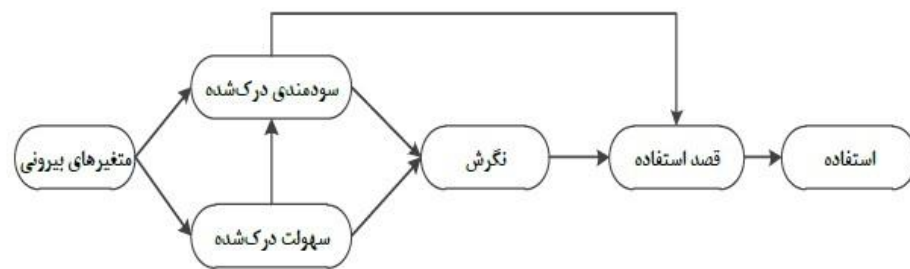 سودمندی درک‌شده
متغیرهای بیرونی
نگرش
قصد استفاده
استفاده
سهولت درک‌شده